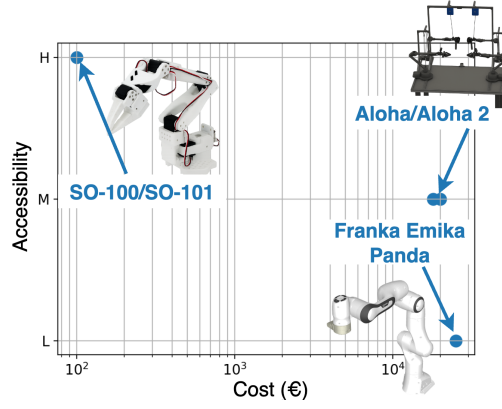 H
Aloha/Aloha 2
SO-100/SO-101
M
Franka Emika
Panda
L
Accessibility
10²
10³
10⁴
Cost (€)